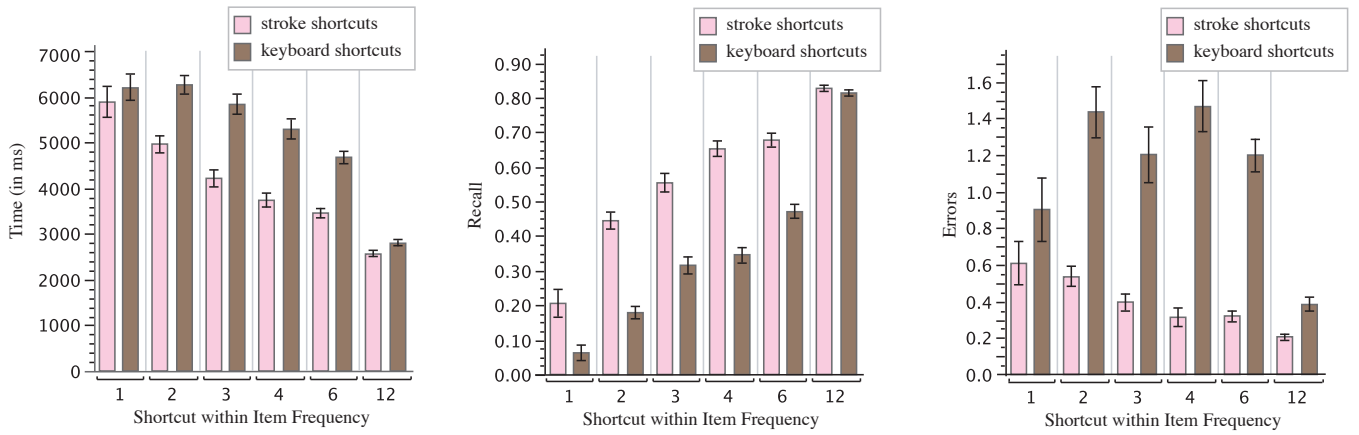 stroke shortcuts
keyboard shortcuts
7000
6000
5000
4000
3000
2000
1000
0
Time (in ms)
1 2 3 4 6 12
Shortcut within Item Frequency
stroke shortcuts
keyboard shortcuts
0.90
0.80
0.70
0.60
0.50
0.40
0.30
0.20
0.10
0.00
Recall
1 2 3 4 6 12
Shortcut within Item Frequency
stroke shortcuts
keyboard shortcuts
1.6
1.4
1.2
1.0
0.8
0.6
0.4
0.2
0.0
Errors
1 2 3 4 6 12
Shortcut within Item Frequency